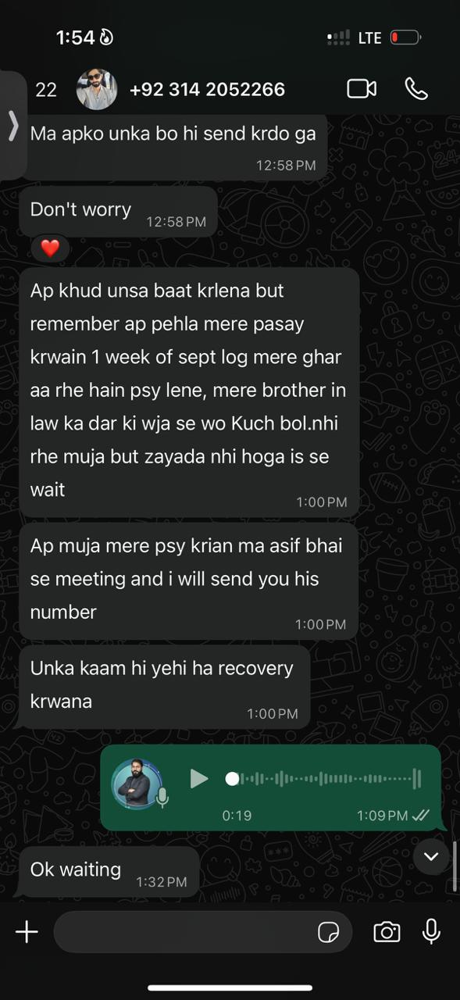 1:54
LTE
22
+92 314 2052266
Ma apko unka bo hi send krdo ga
12:58 PM
Don't worry
12:58 PM
Ap khud unsa baat krlena but
remember ap pehla mere pasay
krwain 1 week of sept log mere ghar
aa rhe hain psy lene, mere brother in
law ka dar ki wja se wo Kuch bol.nhi
rhe muja but zayada nhi hoga is se
wait
1:00 PM
Ap muja mere psy krian ma asif bhai
se meeting and i will send you his
number
1:00 PM
Unka kaam hi yehi ha recovery
krwana
1:00 PM
0:19
1:09 PM
Ok waiting
1:32 PM